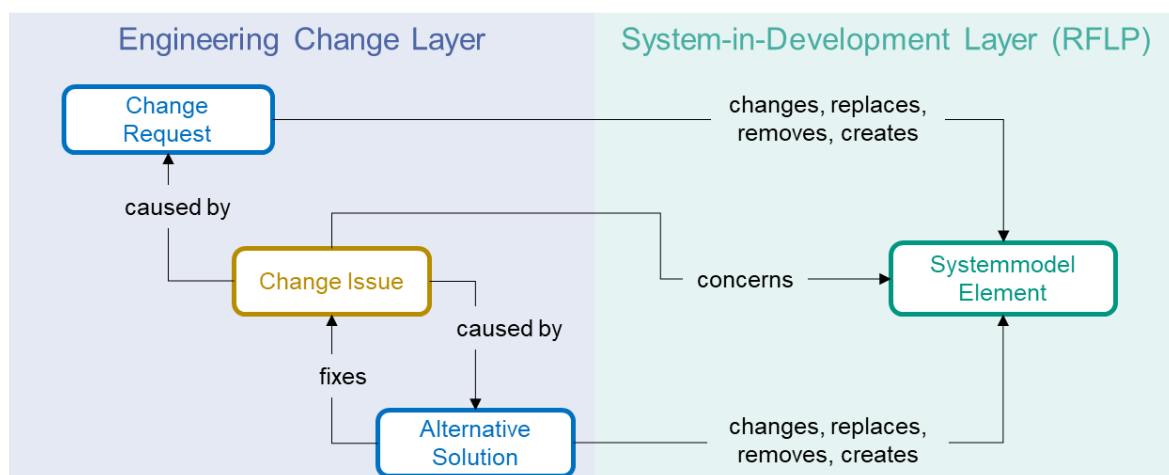 Engineering Change Layer
System-in-Development Layer (RFLP)
Change
Request
changes, replaces,
removes, creates
caused by
Change Issue
concerns
Systemmodel
Element
caused by
fixes
Alternative
Solution
changes, replaces,
removes, creates